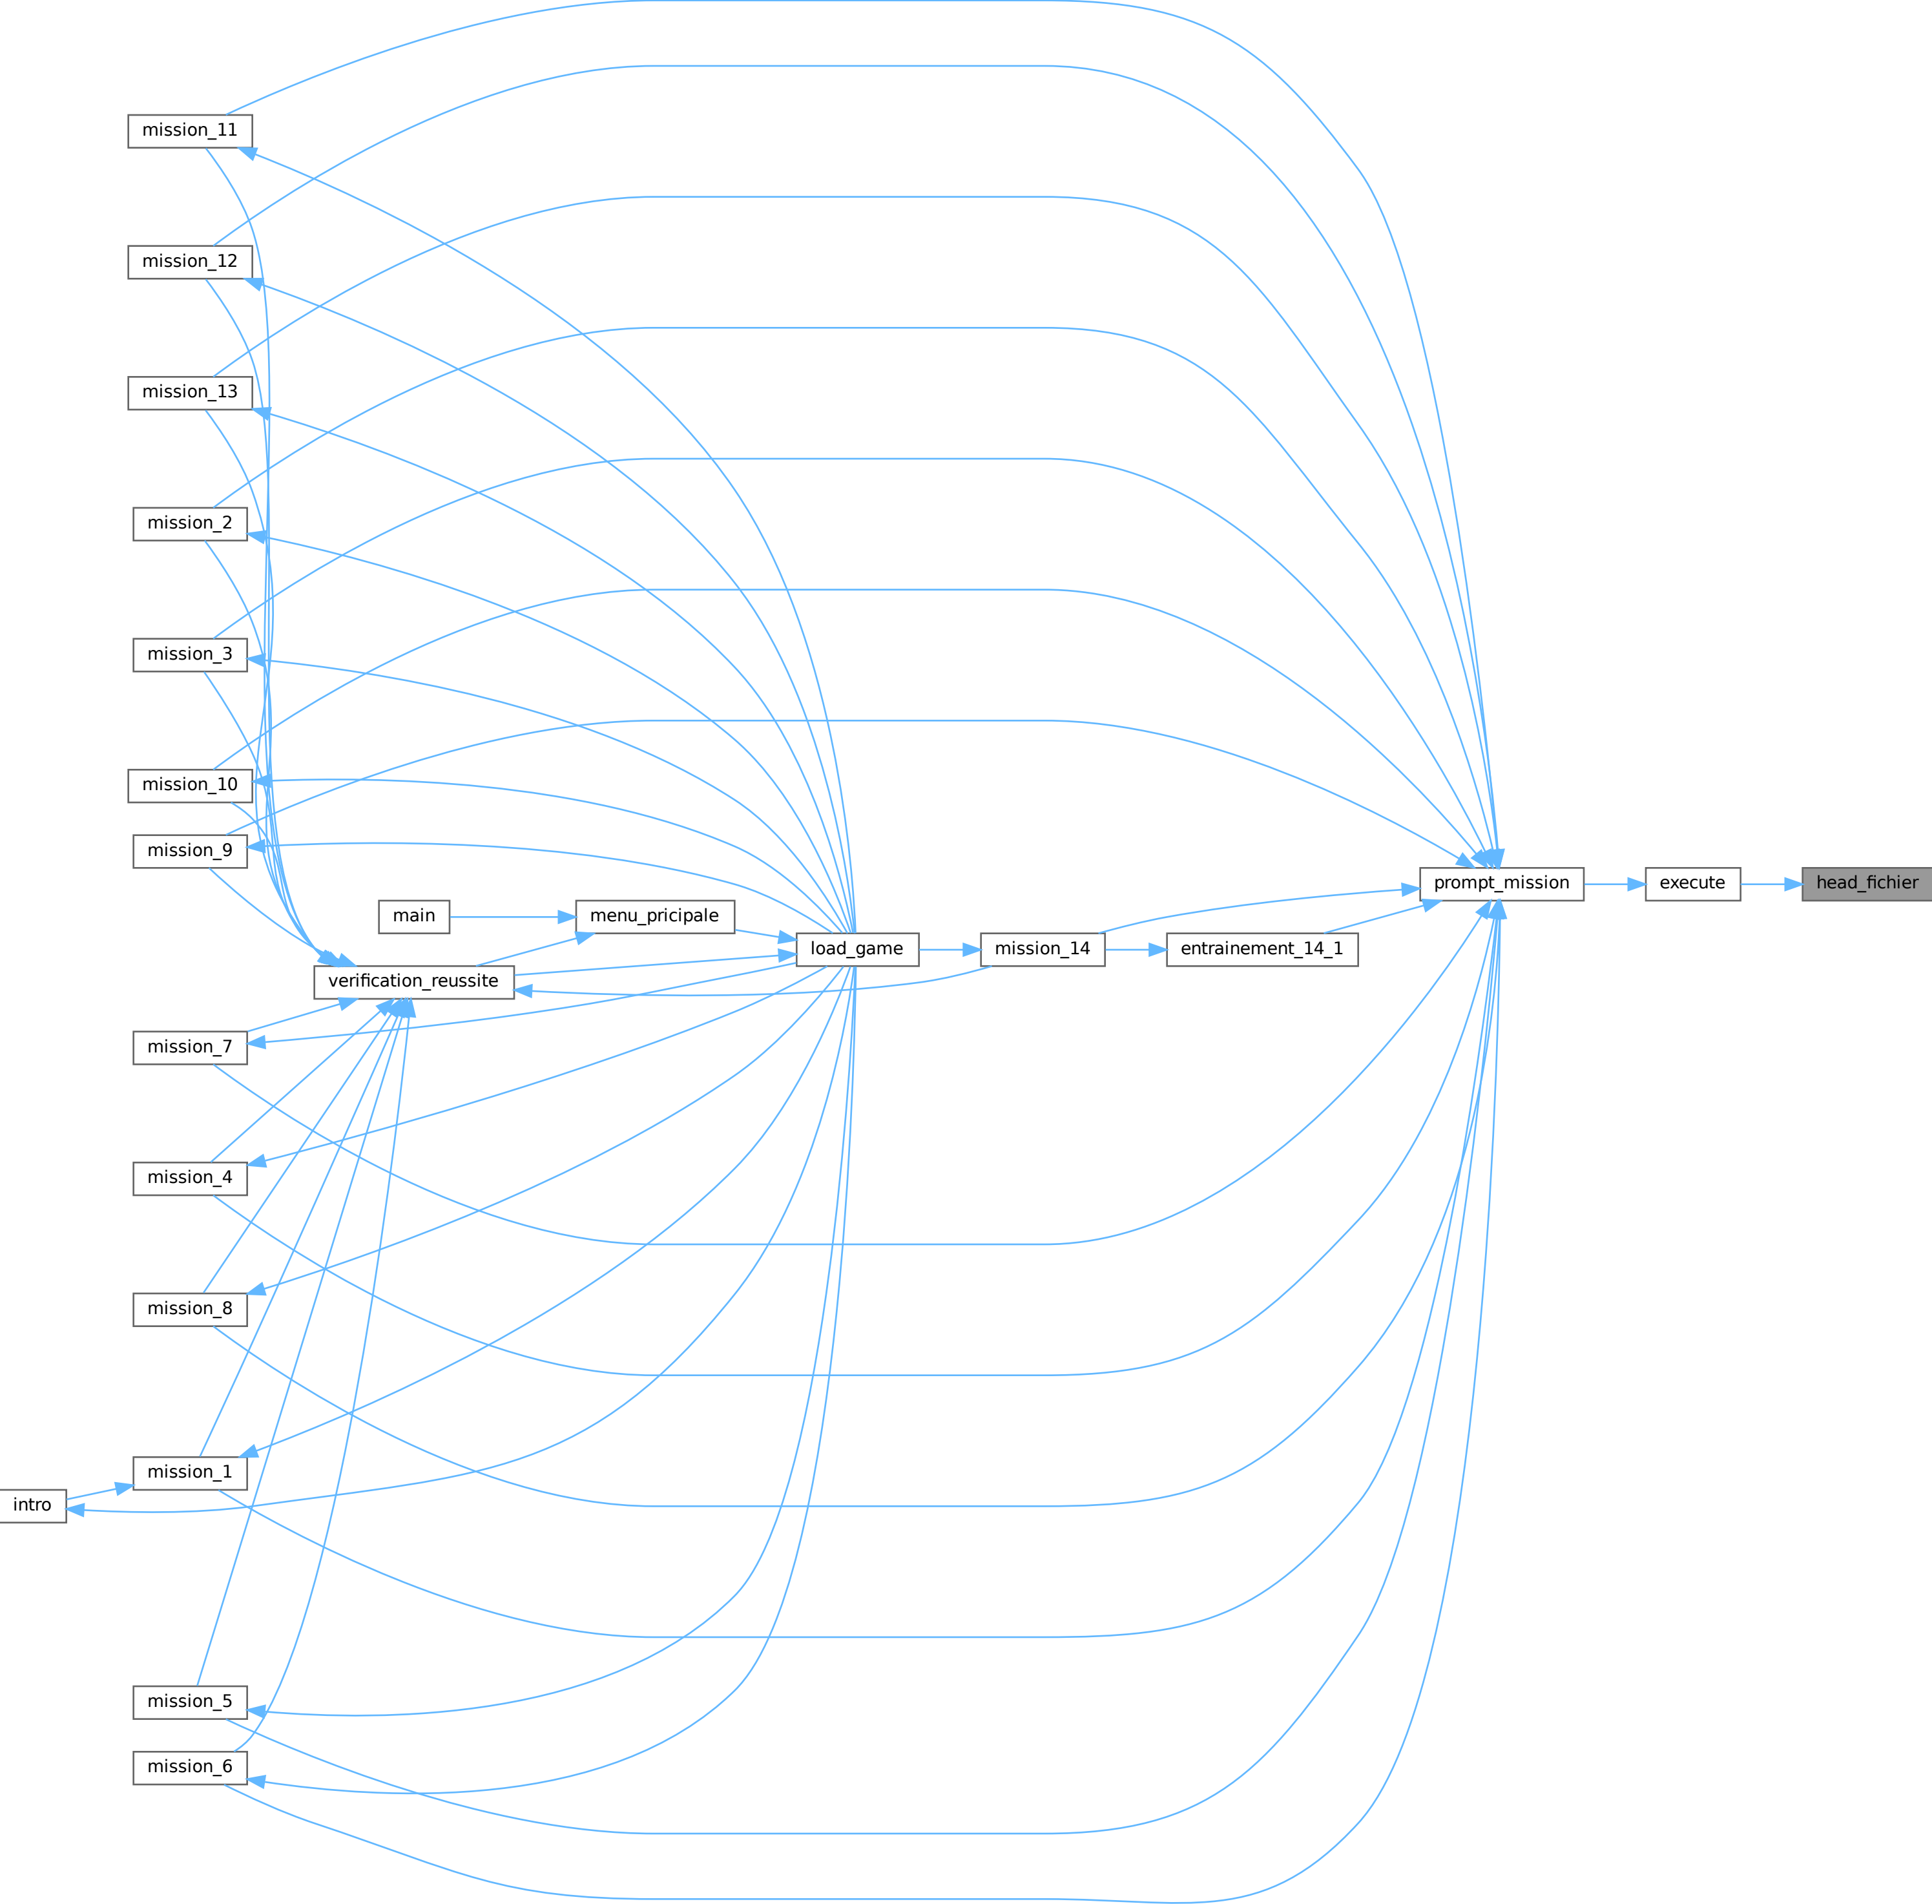 mission_11
mission_12
mission_13
mission_2
mission_3
mission_10
mission_9
prompt_mission
execute
head_fichier
main
menu_pricipale
load_game
mission_14
entrainement_14_1
verification_reussite
mission_7
mission_4
mission_8
mission_1
intro
mission_5
mission_6